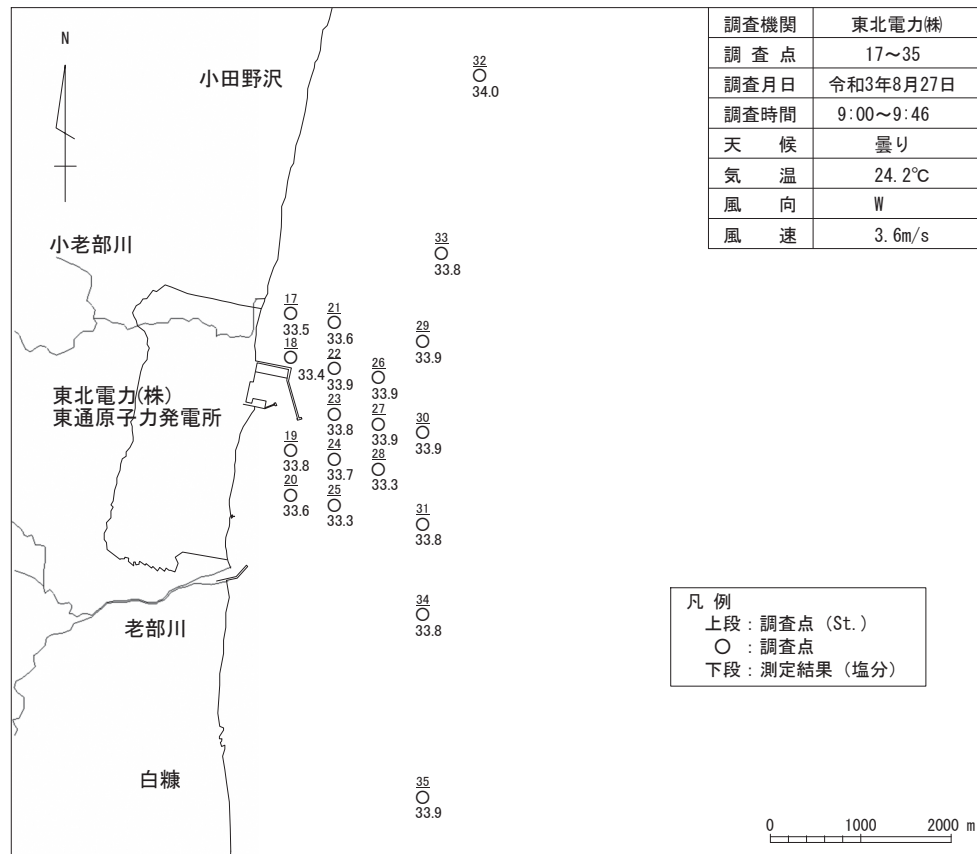 調査機関 東北電力㈱
調査点 17～35
調査月日 令和3年8月27日
調査時間 9:00～9:46
天候 曇り
気温 24.2℃
風向 W
風速 3.6m/s
N
小田野沢
32
34.0
小老部川
33
33.8
17
33.5
21
33.6
29
33.9
18
33.4
22
33.9
26
33.9
東北電力(株)
東通原子力発電所
23
33.8
27
33.9
30
33.9
19
33.8
24
33.7
28
33.3
20
33.6
25
33.3
31
33.8
34
33.8
老部川
凡 例
上段：調査点（St.）
○：調査点
下段：測定結果（塩分）
白糠
35
33.9
0 1000 2000 m